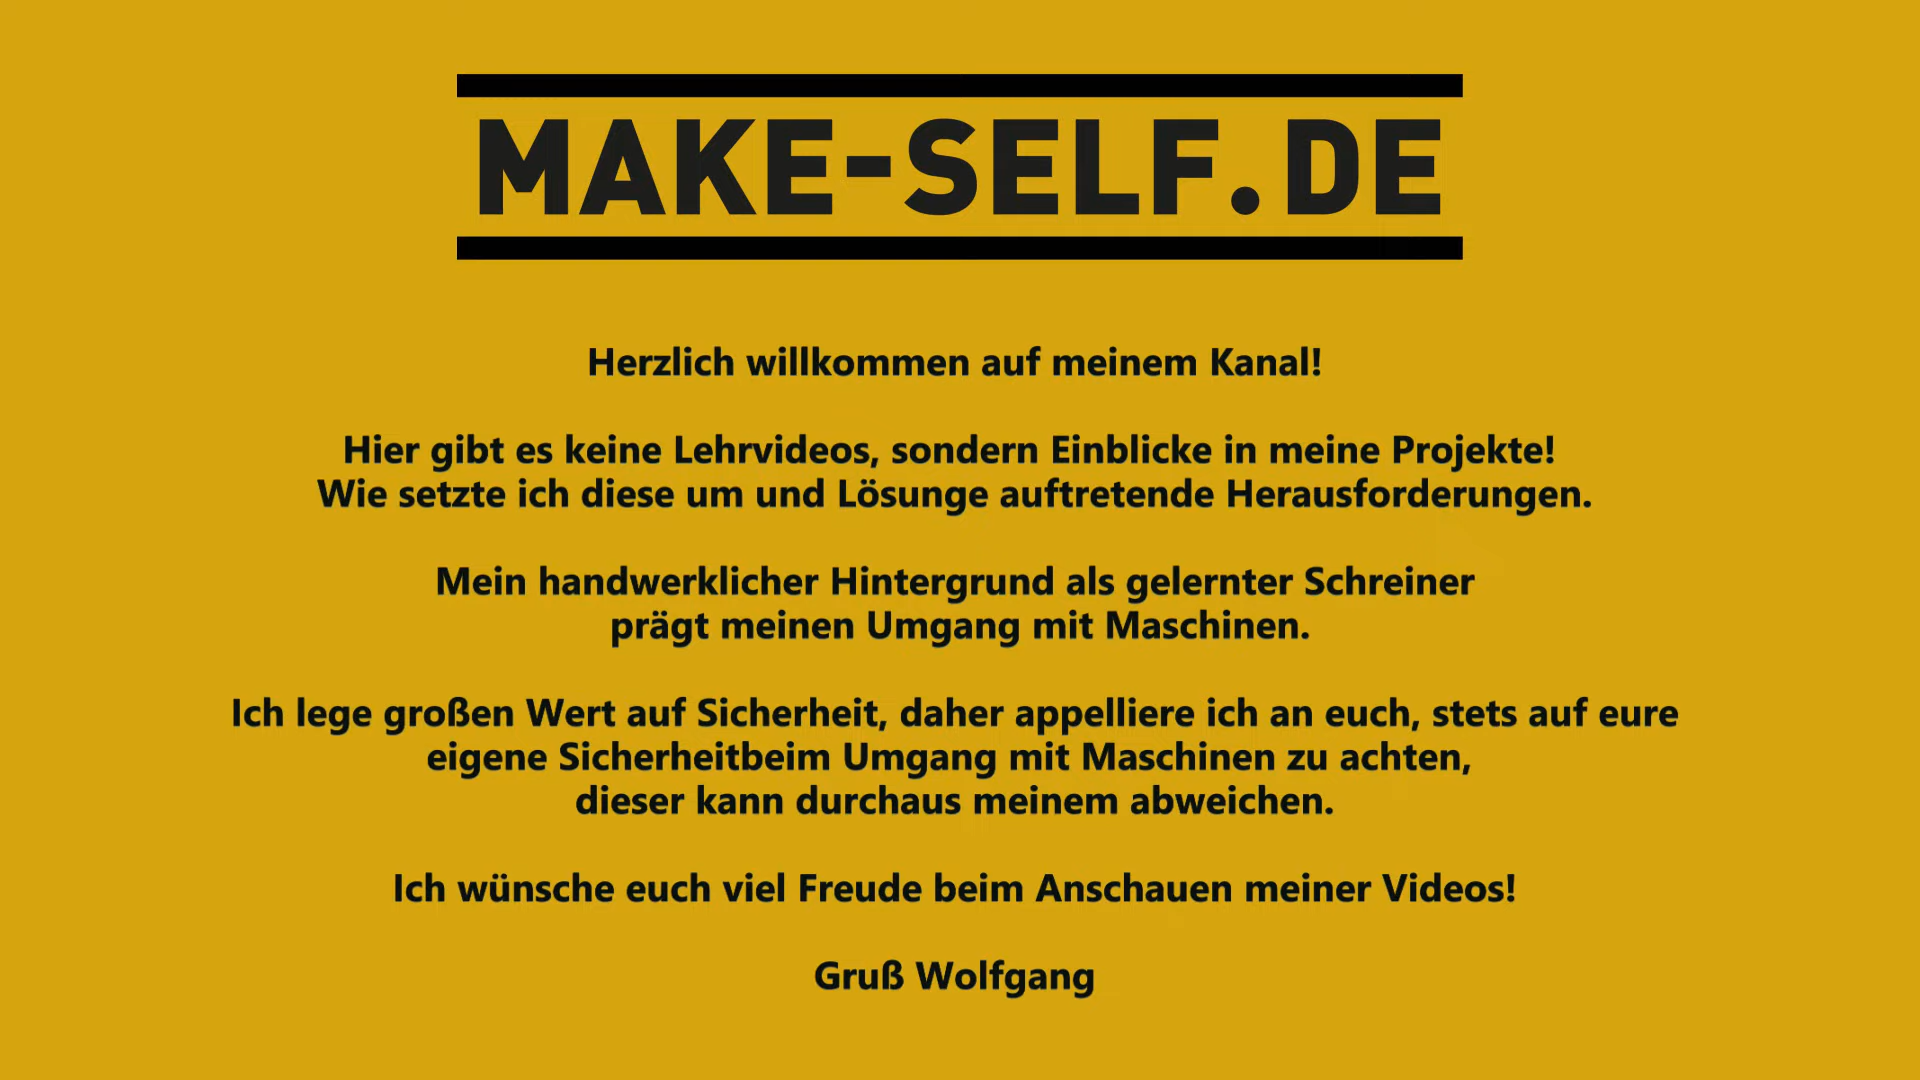 MAKE-SELF.DE
Herzlich willkommen auf meinem Kanal!
Hier gibt es keine Lehrvideos, sondern Einblicke in meine Projekte!
Wie setzte ich diese um und Lösunge auftretende Herausforderungen.
Mein handwerklicher Hintergrund als gelernter Schreiner
prägt meinen Umgang mit Maschinen.
Ich lege großen Wert auf Sicherheit, daher appelliere ich an euch, stets auf eure
eigene Sicherheitbeim Umgang mit Maschinen zu achten,
dieser kann durchaus meinem abweichen.
Ich wünsche euch viel Freude beim Anschauen meiner Videos!
Gruß Wolfgang